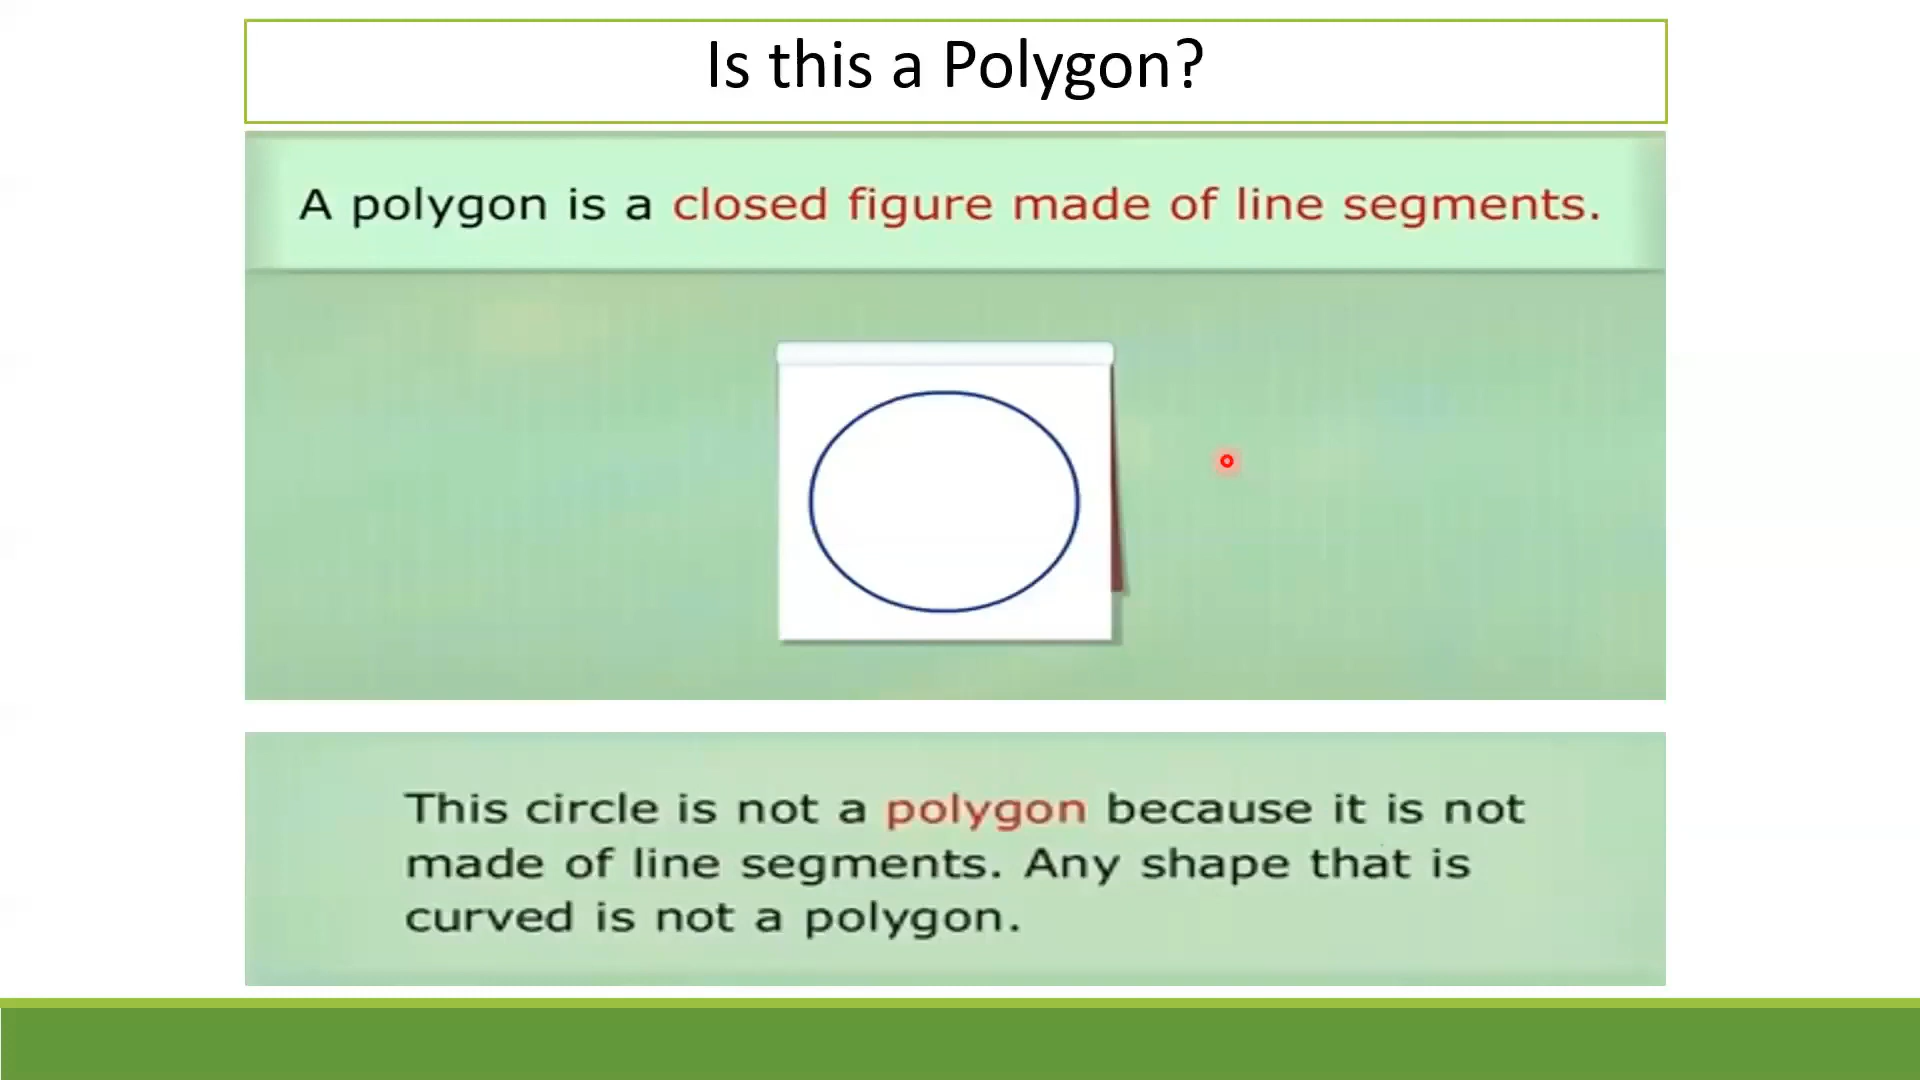 Is this a Polygon?
A polygon is a closed figure made of line segments.
This circle is not a polygon because it is not
made of line segments. Any shape that is
curved is not a polygon.